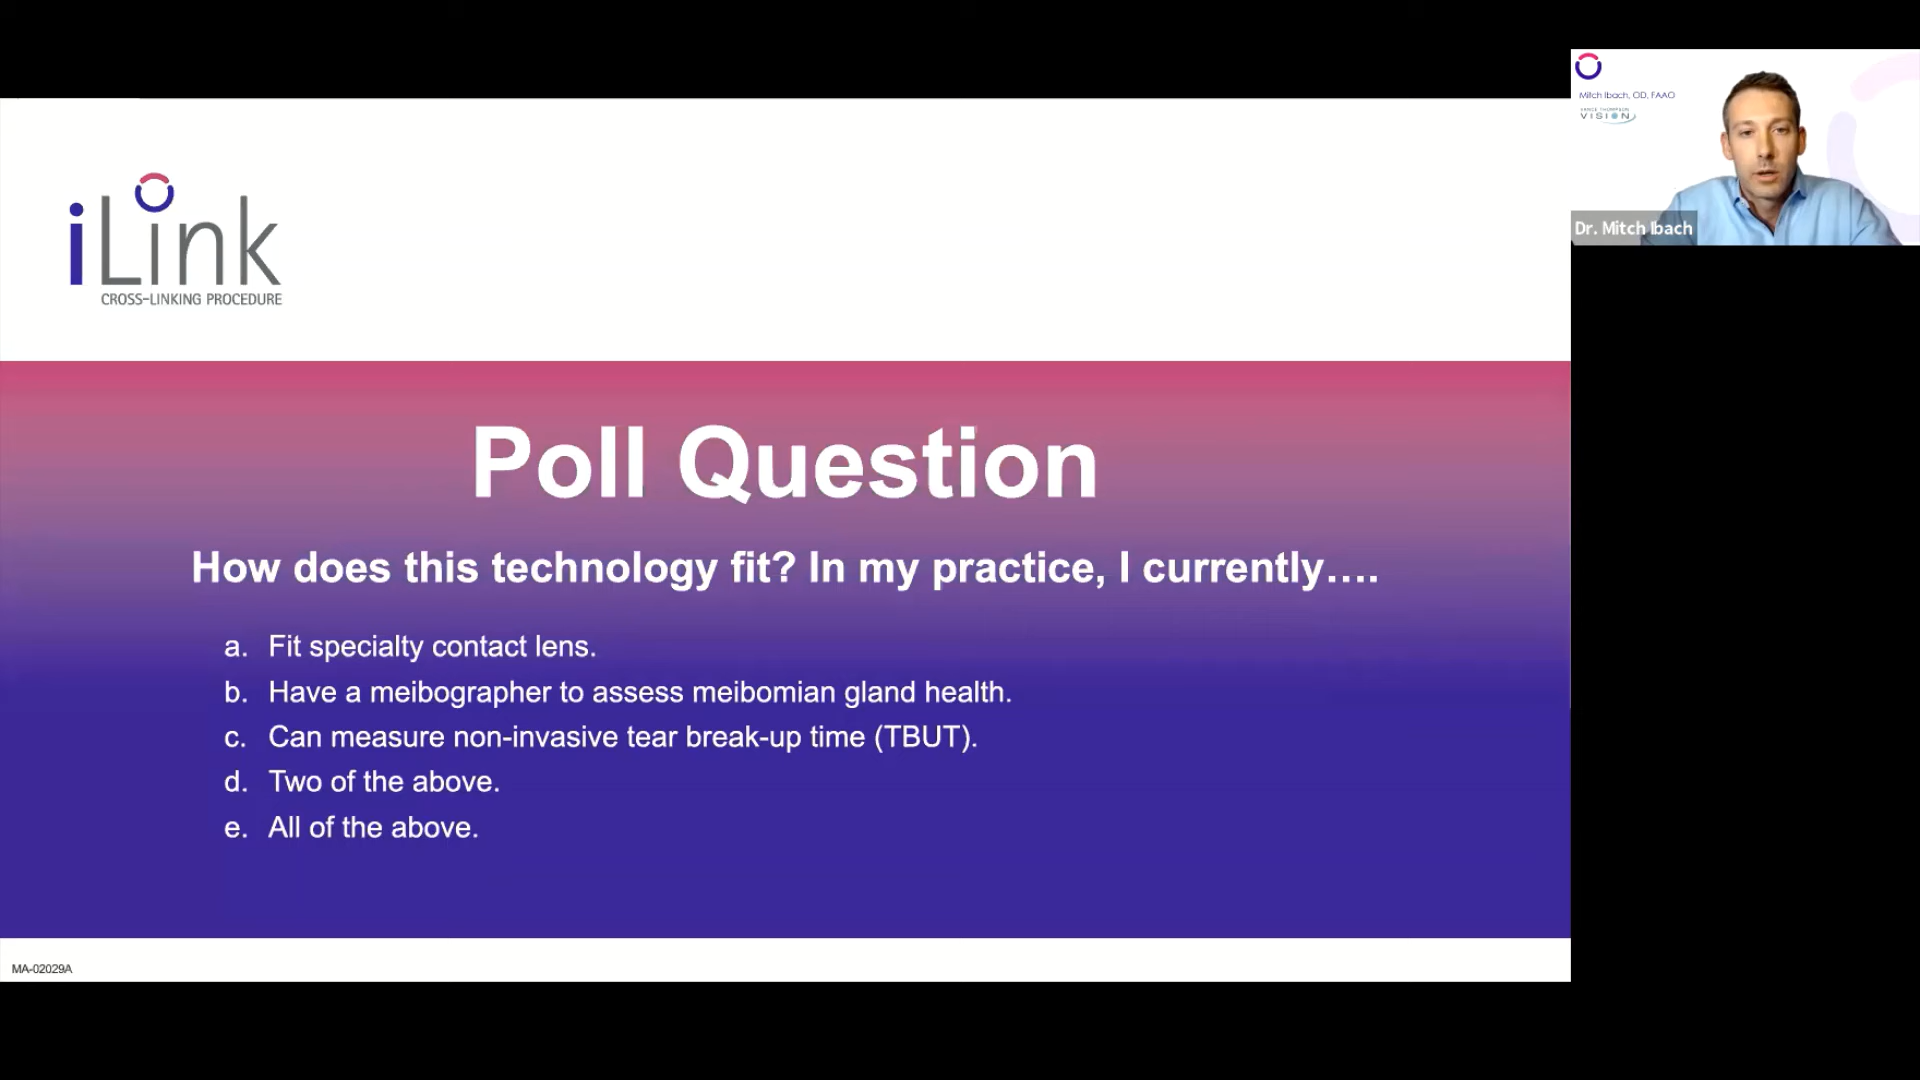 iLink
CROSS-LINKING PROCEDURE
Poll Question
How does this technology fit? In my practice, I currently….
a. Fit specialty contact lens.
b. Have a meibographer to assess meibomian gland health.
c. Can measure non-invasive tear break-up time (TBUT).
d. Two of the above.
e. All of the above.
MA-02029A
Mitch Ibach, OD, FAAO
VANCE THOMPSON
VISION
Dr. Mitch Ibach